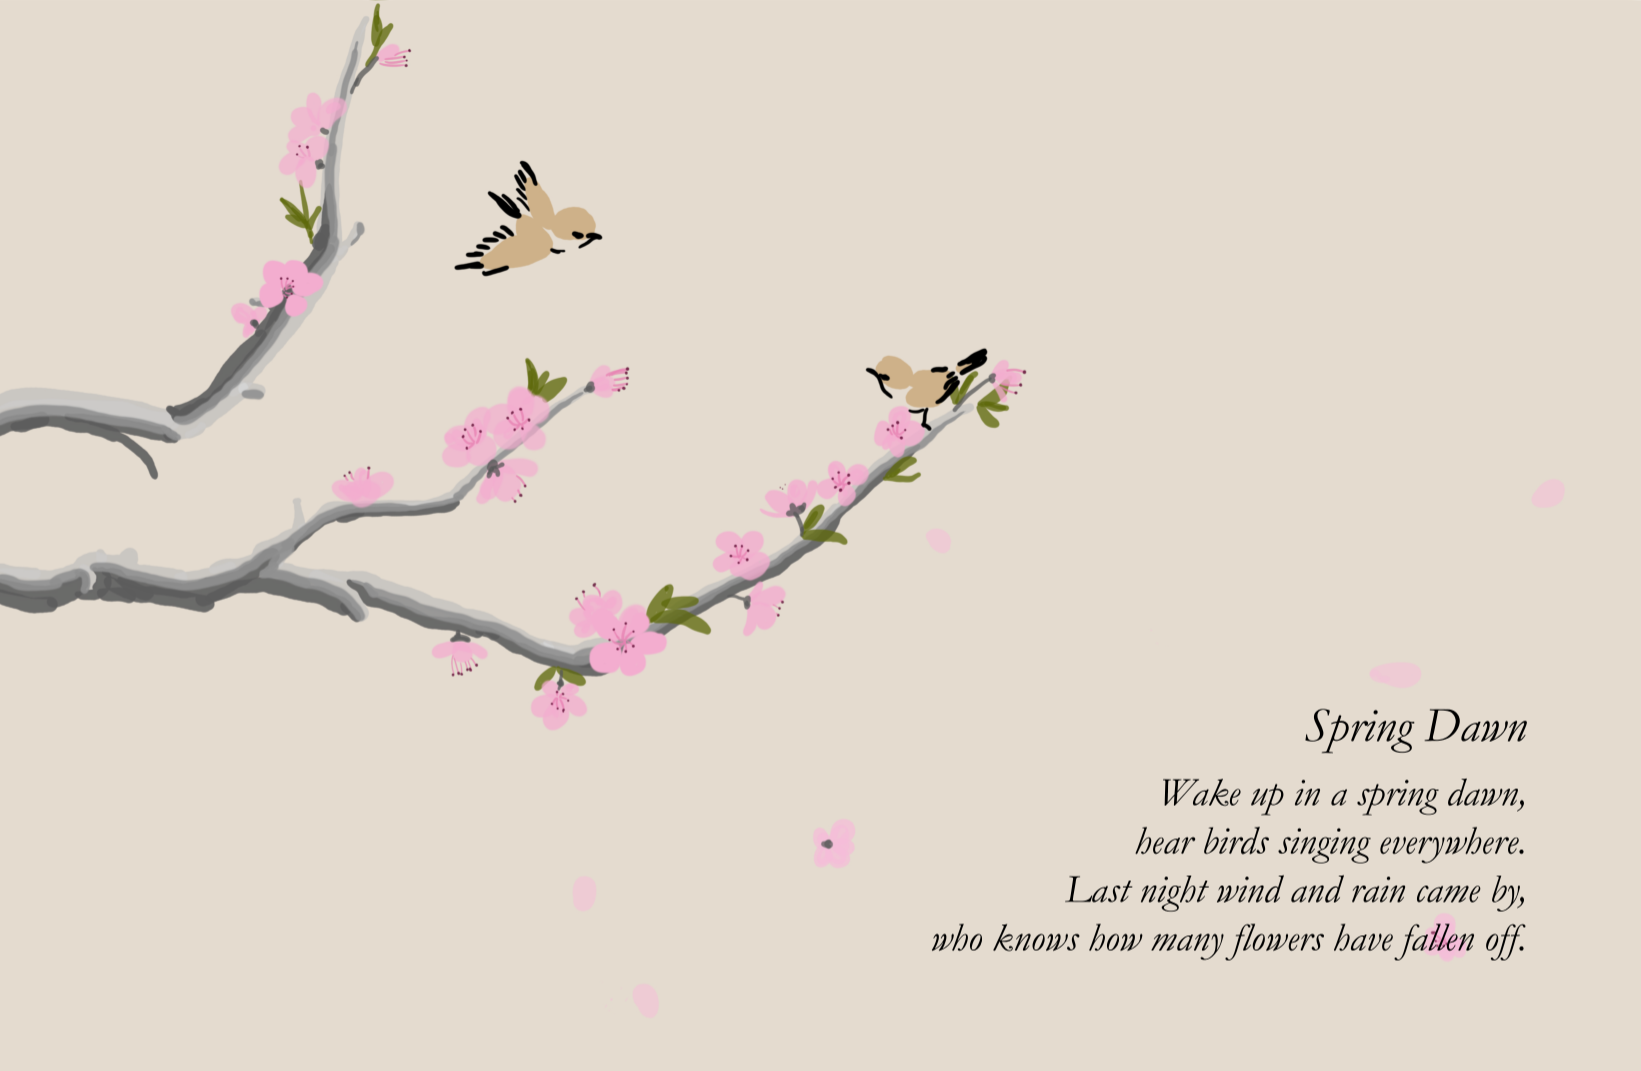 Spring Dawn
Wake up in a spring dawn,
hear birds singing everywhere.
Last night wind and rain came by,
who knows how many flowers have fallen off.